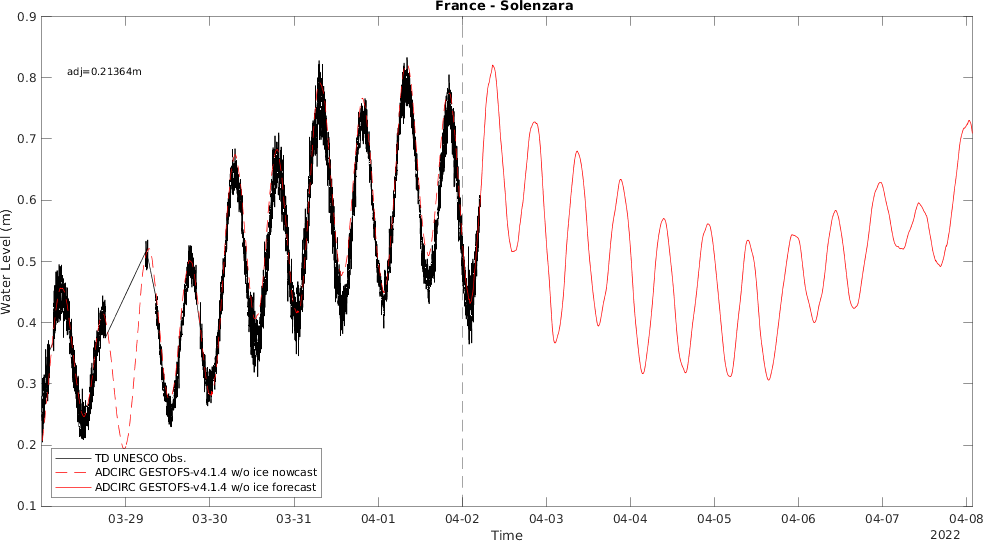 France - Solenzara
0.9
0.8
0.7
0.6
0.5
0.4
0.3
0.2
0.1
Water Level (m)
adj=0.21364m
TD UNESCO Obs.
ADCIRC GESTOFS-v4.1.4 w/o ice nowcast
ADCIRC GESTOFS-v4.1.4 w/o ice forecast
03-29 03-30 03-31 04-01 04-02 04-03 04-04 04-05 04-06 04-07 04-08
Time
2022